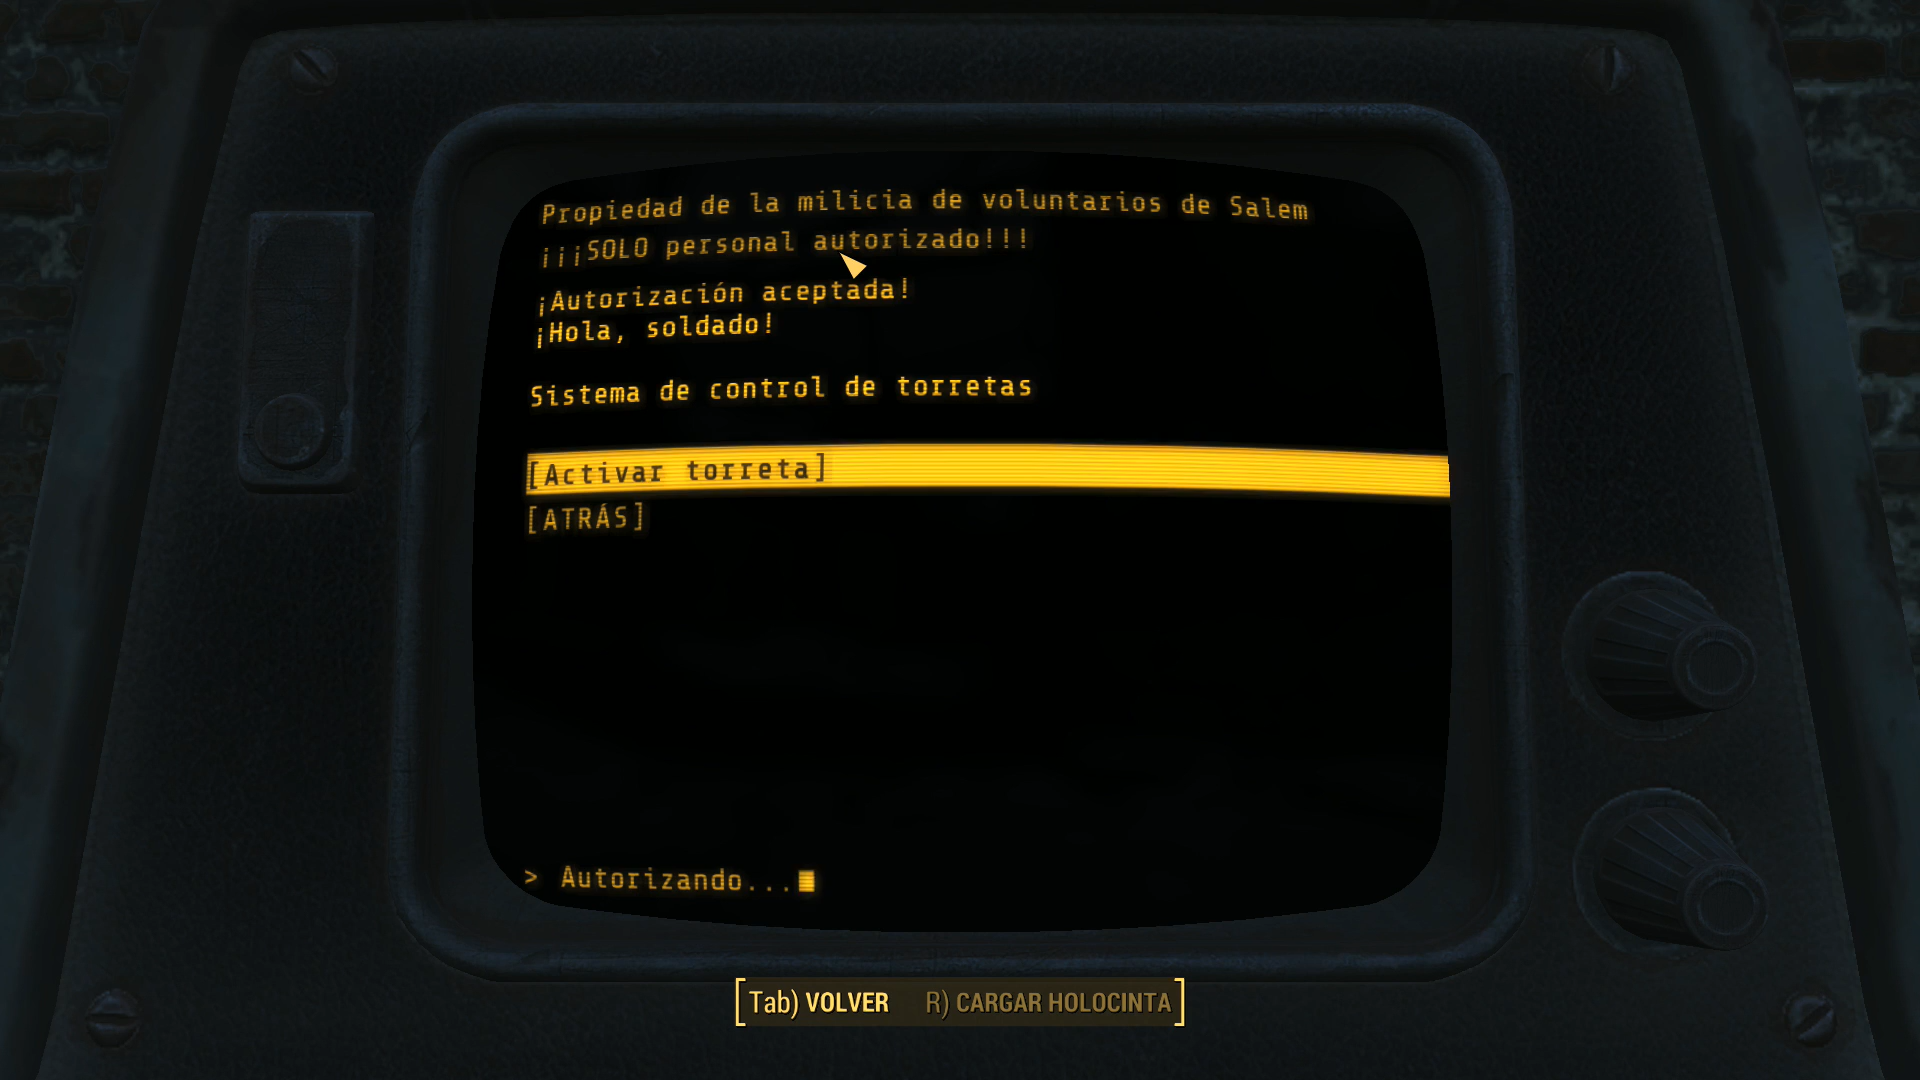 Propiedad de la milicia de voluntarios de Salem
¡¡¡SOLO personal autorizado!!!
¡Autorización aceptada!
¡Hola, soldado!
Sistema de control de torretas
[Activar torreta]
[ATRÁS]
> Autorizando...
Tab) VOLVER R) CARGAR HOLOCINTA